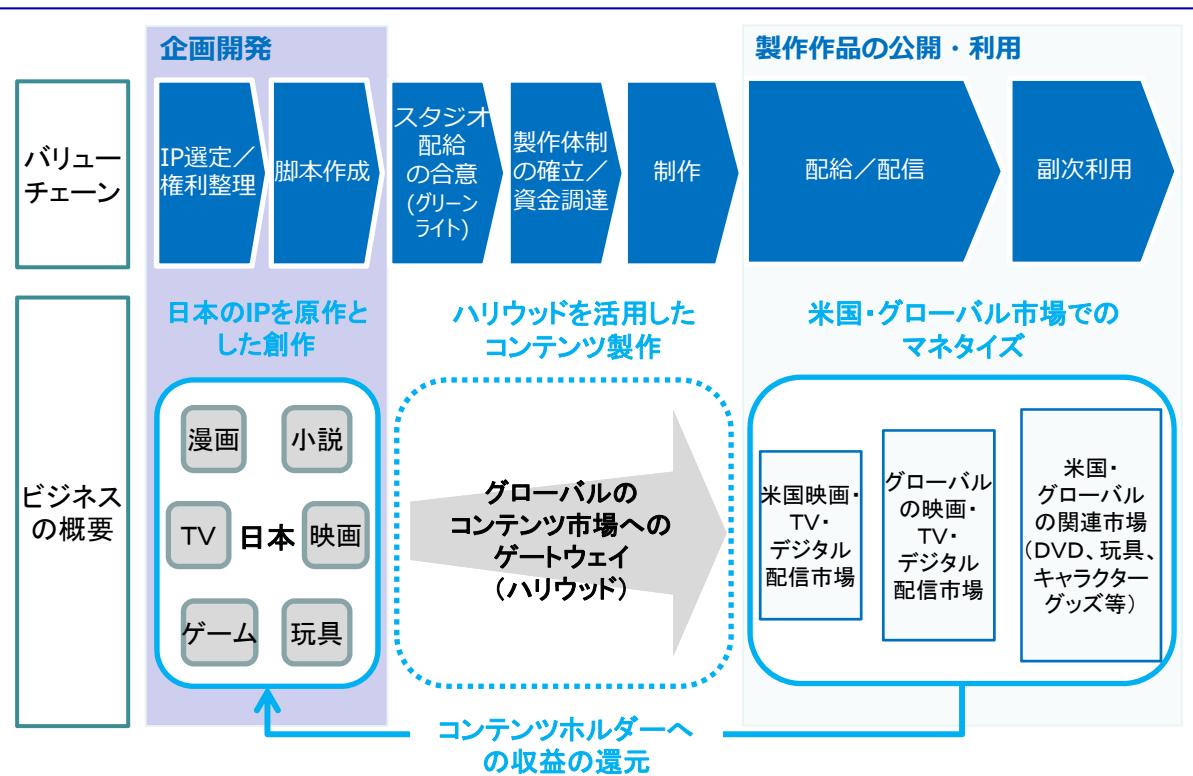 企画開発
製作作品の公開・利用
バリュー
チェーン
IP選定／
権利整理
脚本作成
スタジオ
配給
の合意
(グリーン
ライト)
製作体制
の確立／
資金調達
制作
配給／配信
副次利用
日本のIPを原作と
した創作
ハリウッドを活用した
コンテンツ製作
米国・グローバル市場での
マネタイズ
ビジネス
の概要
漫画
小説
TV
日本
映画
ゲーム
玩具
グローバルの
コンテンツ市場への
ゲートウェイ
（ハリウッド）
米国映画・
TV・
デジタル
配信市場
グローバル
の映画・
TV・
デジタル
配信市場
米国・
グローバル
の関連市場
（DVD、玩具、
キャラクター
グッズ等）
コンテンツホルダーへ
の収益の還元